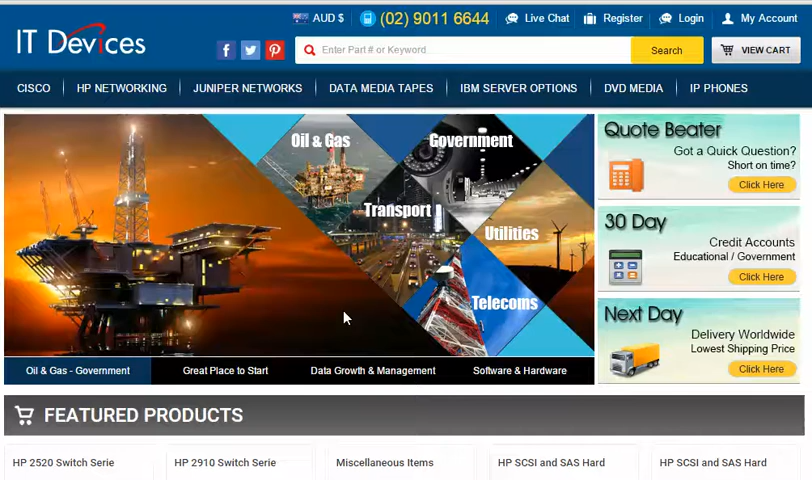 AUD $
(02) 9011 6644
Live Chat
Register
Login
My Account
IT Devices
Enter Part # or Keyword
Search
VIEW CART
CISCO
HP NETWORKING
JUNIPER NETWORKS
DATA MEDIA TAPES
IBM SERVER OPTIONS
DVD MEDIA
IP PHONES
Oil & Gas
Government
Transport
Utilities
Telecoms
Quote Beater
Got a Quick Question?
Short on time?
Click Here
30 Day
Credit Accounts
Educational / Government
Click Here
Next Day
Delivery Worldwide
Lowest Shipping Price
Click Here
Oil & Gas - Government
Great Place to Start
Data Growth & Management
Software & Hardware
FEATURED PRODUCTS
HP 2520 Switch Serie
HP 2910 Switch Serie
Miscellaneous Items
HP SCSI and SAS Hard
HP SCSI and SAS Hard